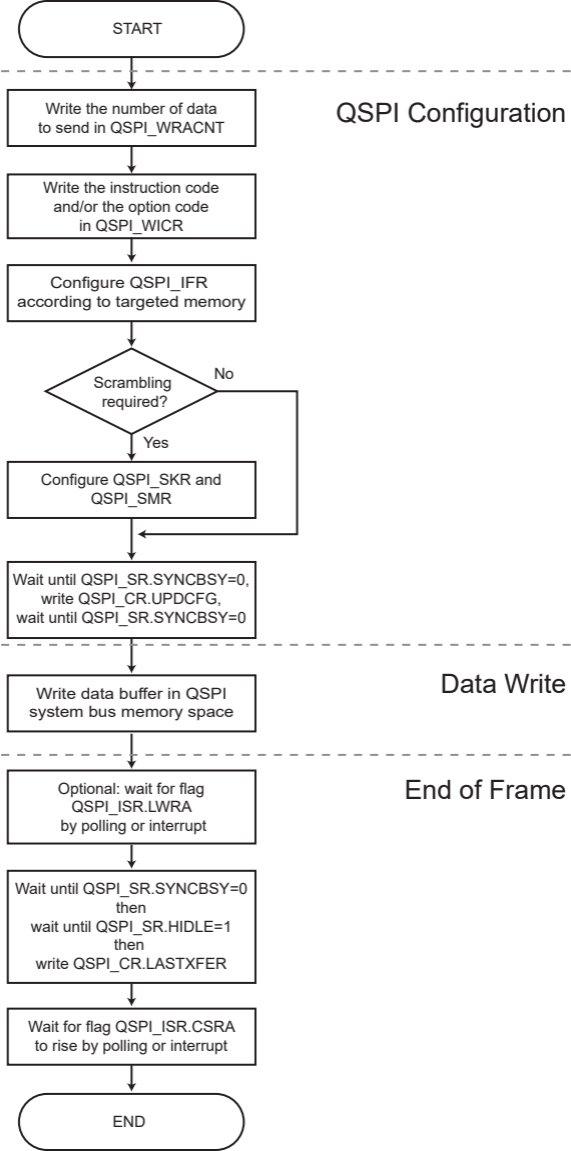 START
QSPI Configuration
Write the number of data
to send in QSPI_WRACNT
Write the instruction code
and/or the option code
in QSPI_WICR
Configure QSPI_IFR
according to targeted memory
Scrambling
required?
No
Yes
Configure QSPI_SKR and
QSPI_SMR
Wait until QSPI_SR.SYNCBSY=0,
write QSPI_CR.UPDCFG,
wait until QSPI_SR.SYNCBSY=0
Data Write
Write data buffer in QSPI
system bus memory space
End of Frame
Optional: wait for flag
QSPI_ISR.LWRA
by polling or interrupt
Wait until QSPI_SR.SYNCBSY=0
then
wait until QSPI_SR.HIDLE=1
then
write QSPI_CR.LASTXFER
Wait for flag QSPI_ISR.CSRA
to rise by polling or interrupt
END